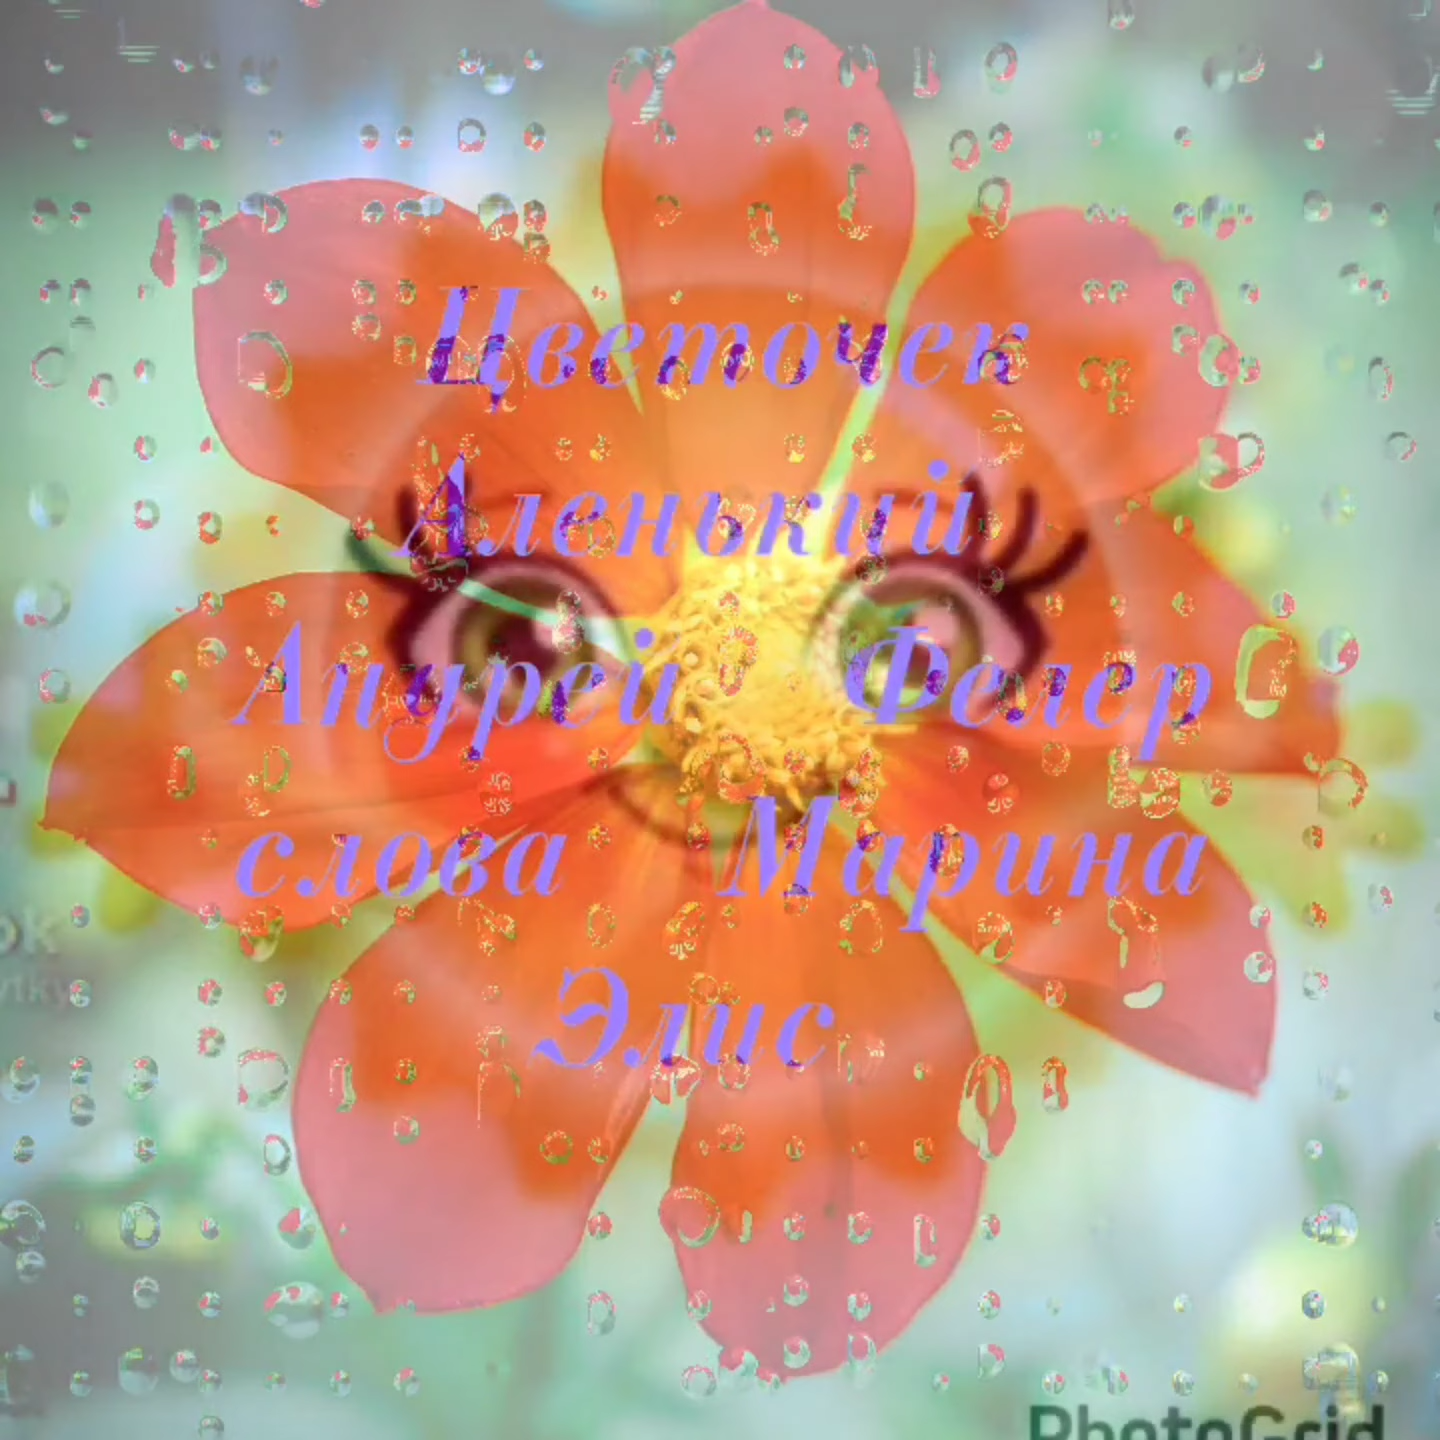 Цветочек
Аленький
Андрей Фелер
слова Марина
Элис
PhotoGrid